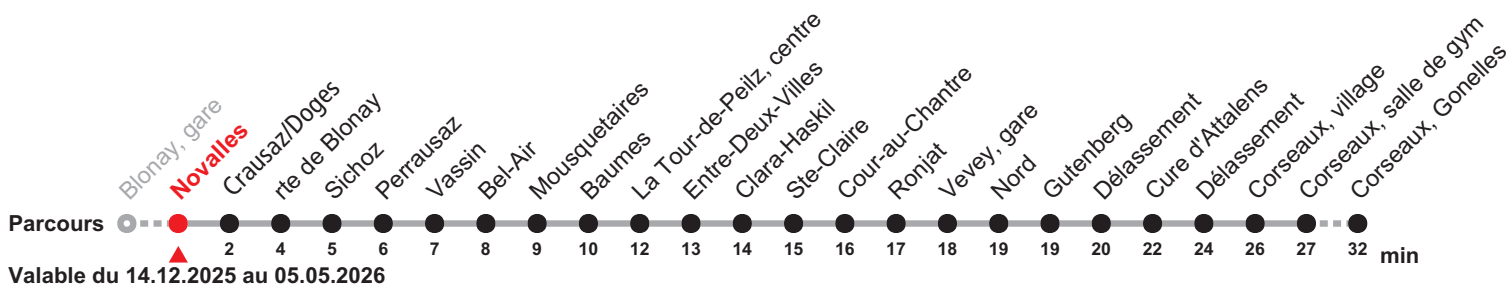 Blonay, gare
Novalles
Crausaz/Doges
rte de Blonay
Sichoz
Perrausaz
Vassin
Bel-Air
Mousquetaires
Baumes
La Tour-de-Peilz, centre
Entre-Deux-Villes
Clara-Haskil
Ste-Claire
Cour-au-Chantre
Ronjat
Vevey, gare
Nord
Gutenberg
Délassement
Cure d'Attalens
Délassement
Corseaux, village
Corseaux, salle de gym
Corseaux, Gonelles
Parcours
2 4 5 6 7 8 9 10 12 13 14 15 16 17 18 19 19 20 22 24 26 27 32 min
Valable du 14.12.2025 au 05.05.2026